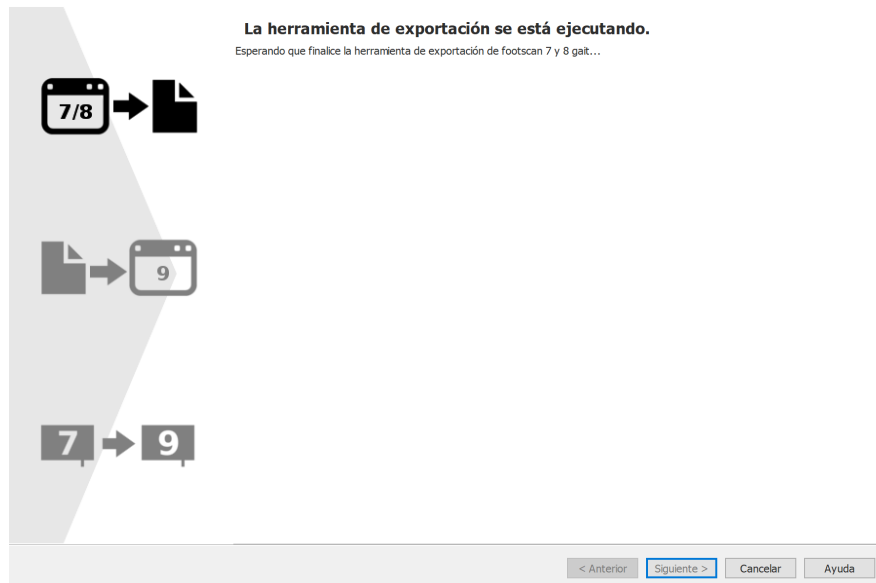 La herramienta de exportación se está ejecutando.
Esperando que finalice la herramienta de exportación de footscan 7 y 8 gait...
7/8
9
7 9
< Anterior Siguiente > Cancelar Ayuda